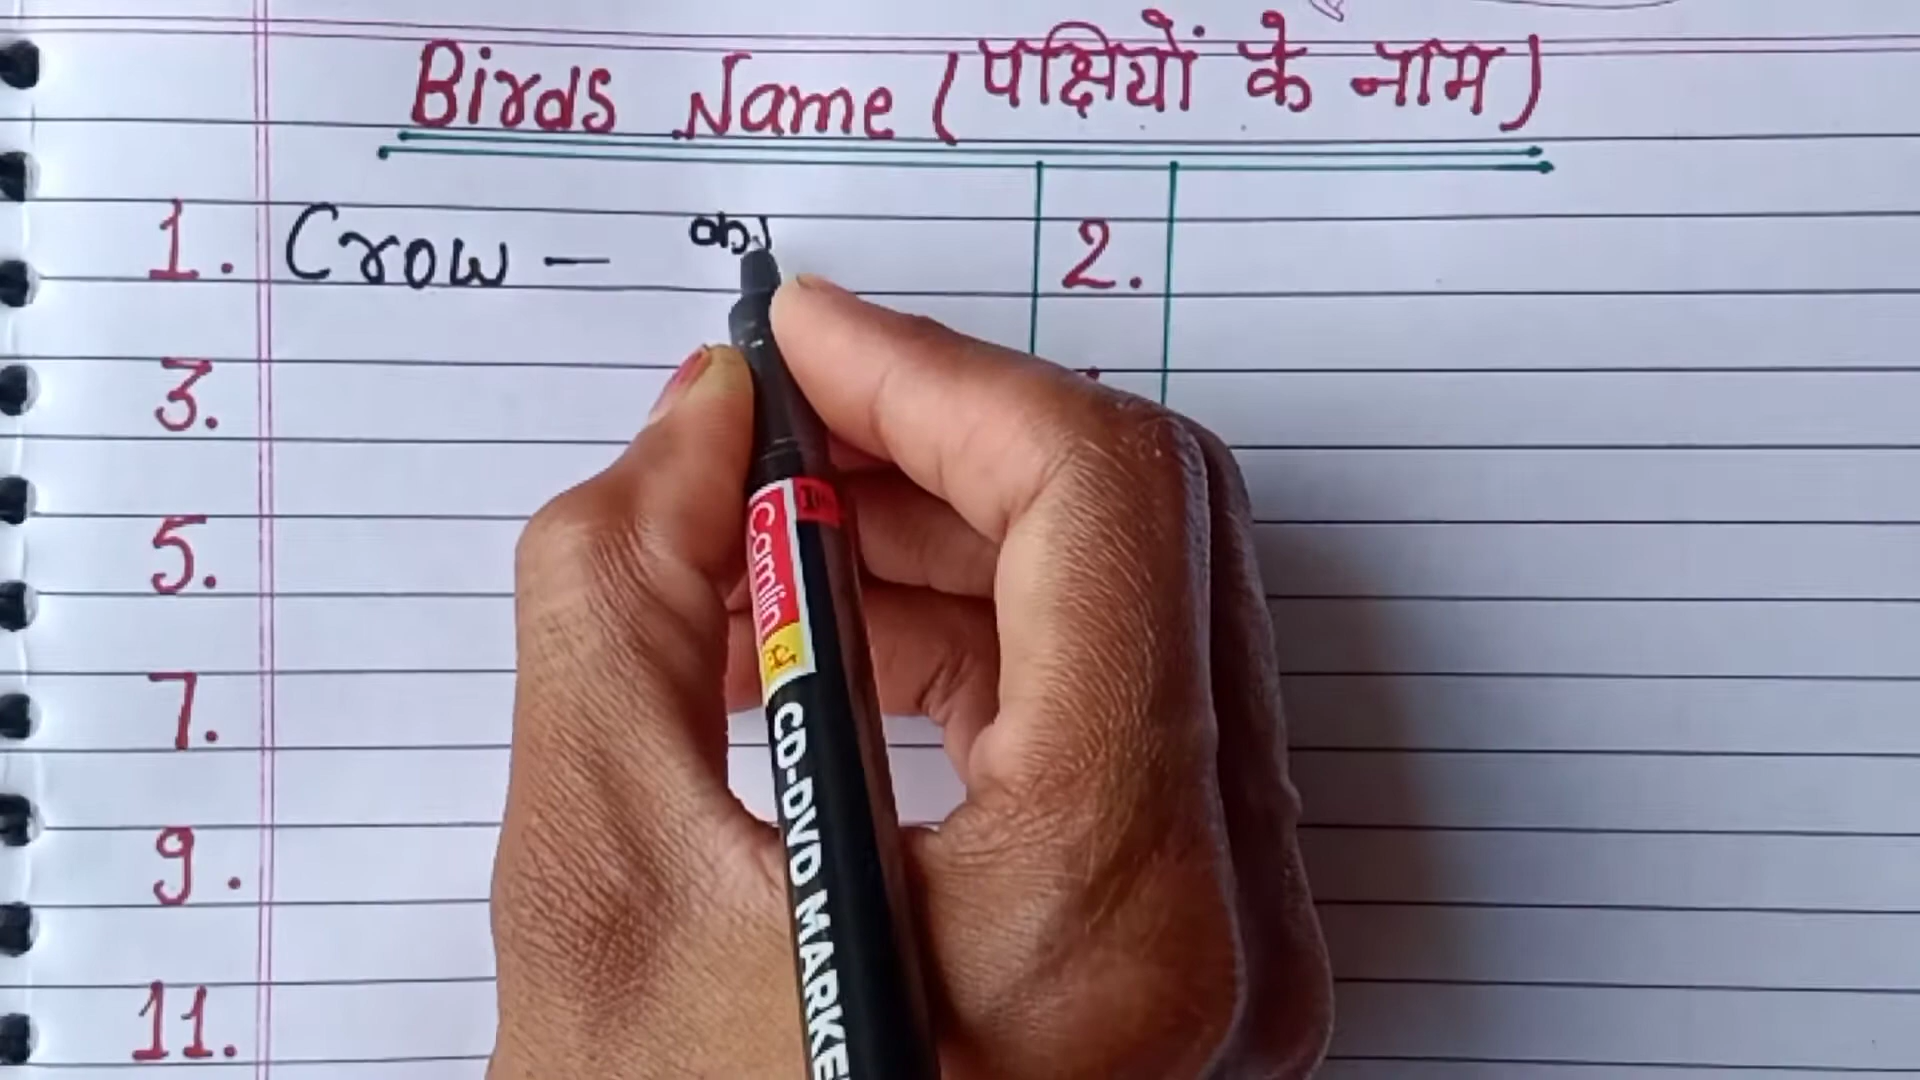 Birds Name (पक्षियों के नाम)
1. Crow –
2.
3.
5.
7.
9.
11.
Camlin
CD-DVD MARKE